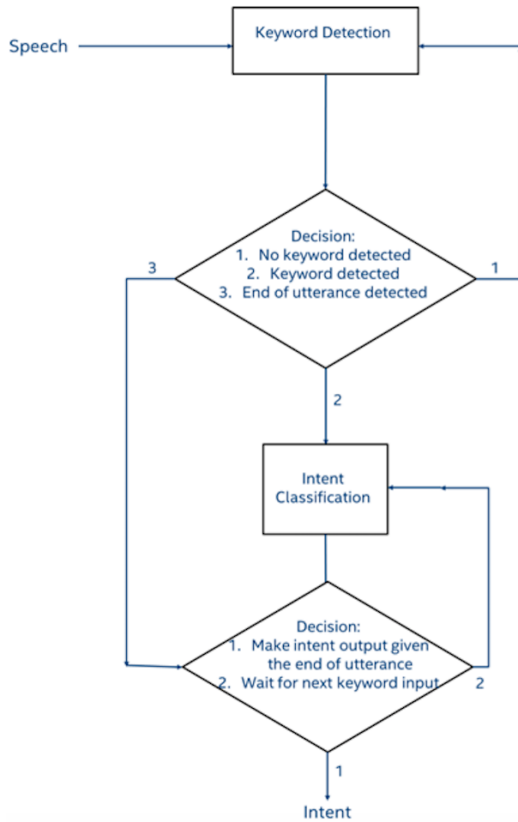 Keyword Detection
Speech
Decision:
1. No keyword detected
2. Keyword detected
3. End of utterance detected
3
1
2
Intent
Classification
Decision:
1. Make intent output given
the end of utterance
2. Wait for next keyword input
2
1
Intent